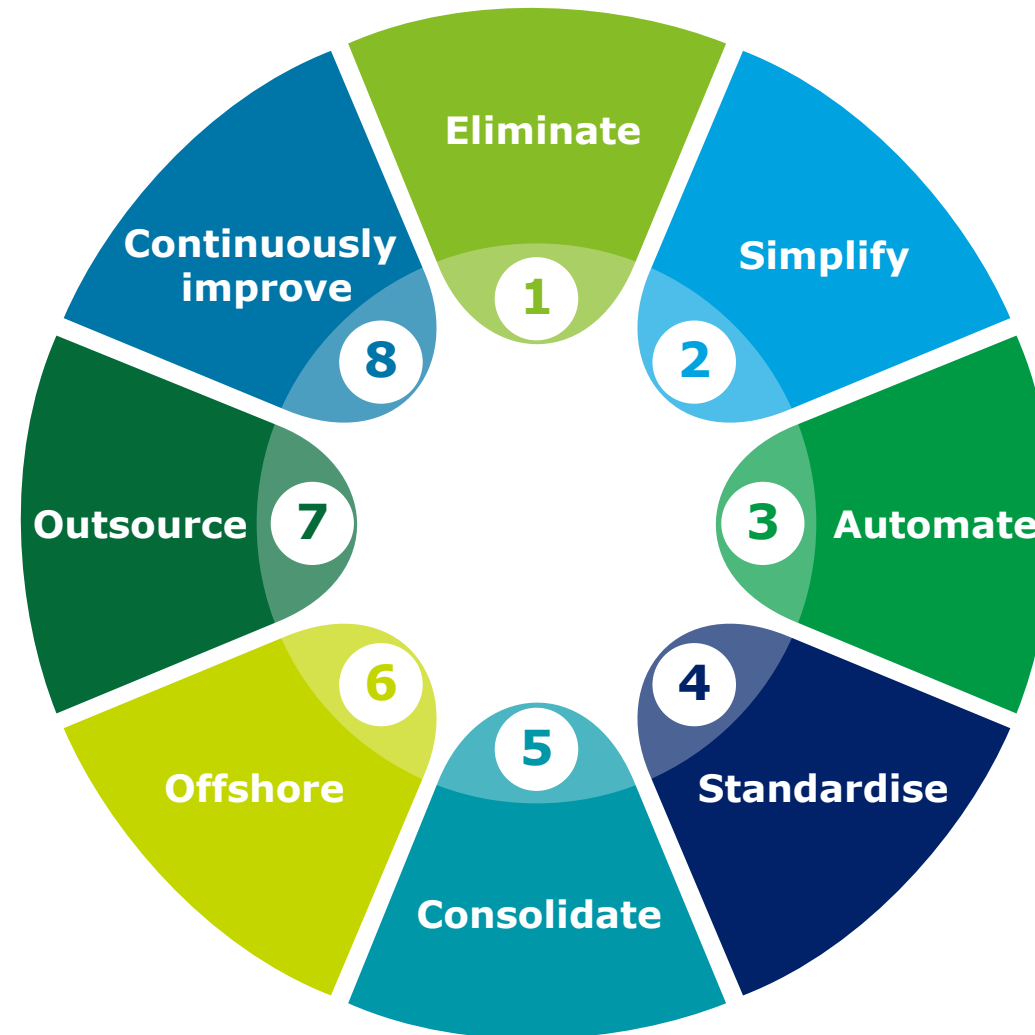 1
Eliminate
2
Simplify
3
Automate
4
Standardise
5
Consolidate
6
Offshore
7
Outsource
8
Continuously
improve